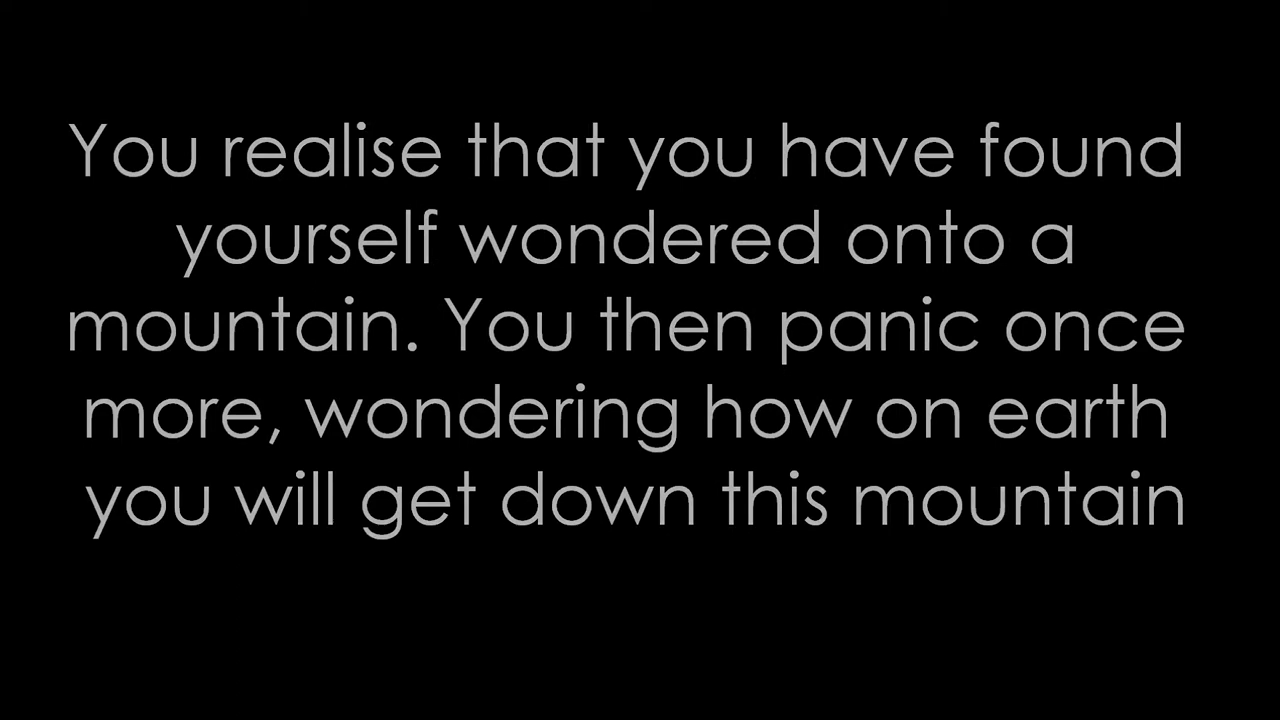 You realise that you have found
yourself wondered onto a
mountain. You then panic once
more, wondering how on earth
you will get down this mountain